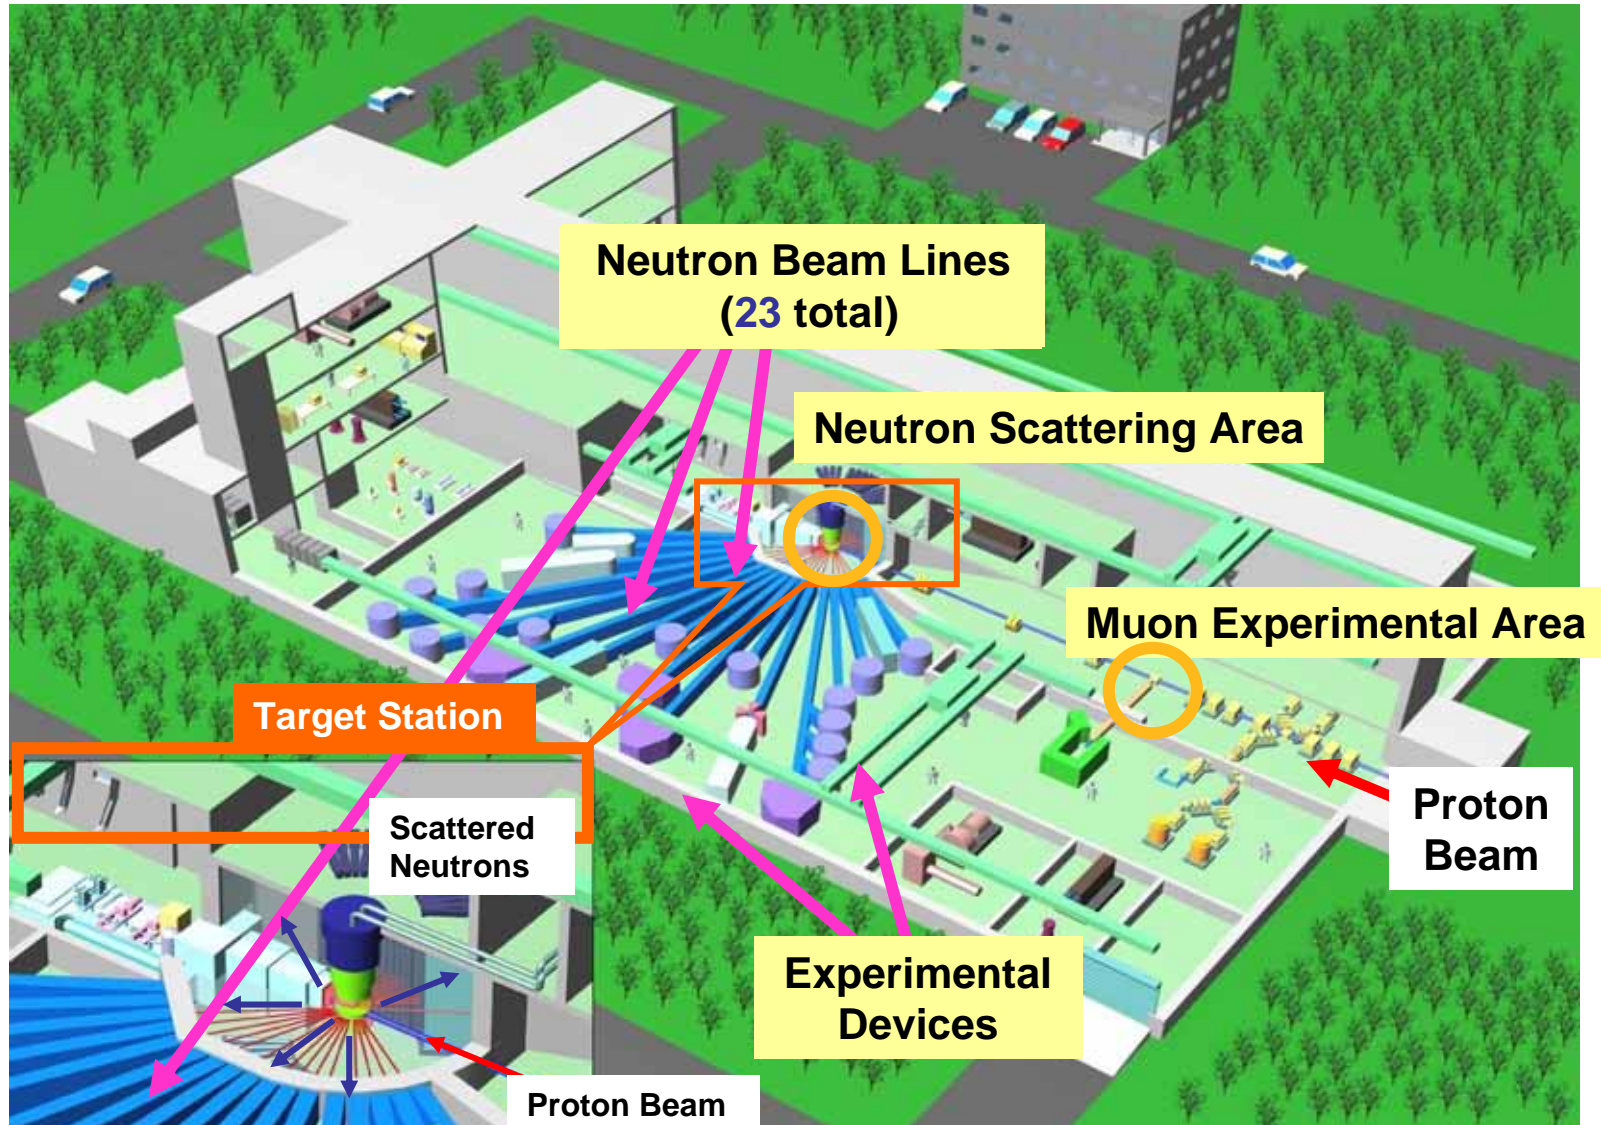 Neutron Beam Lines
(23 total)
Neutron Scattering Area
Muon Experimental Area
Target Station
Proton
Beam
Scattered
Neutrons
Experimental
Devices
Proton Beam